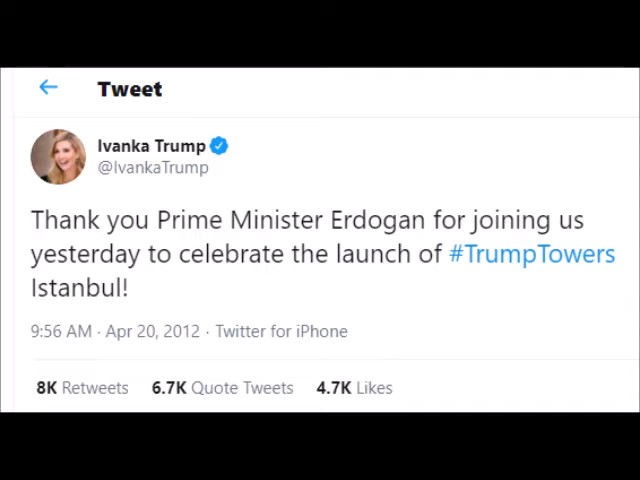 Tweet
Ivanka Trump
@IvankaTrump
Thank you Prime Minister Erdogan for joining us
yesterday to celebrate the launch of #TrumpTowers
Istanbul!
9:56 AM · Apr 20, 2012 · Twitter for iPhone
8K Retweets 6.7K Quote Tweets 4.7K Likes